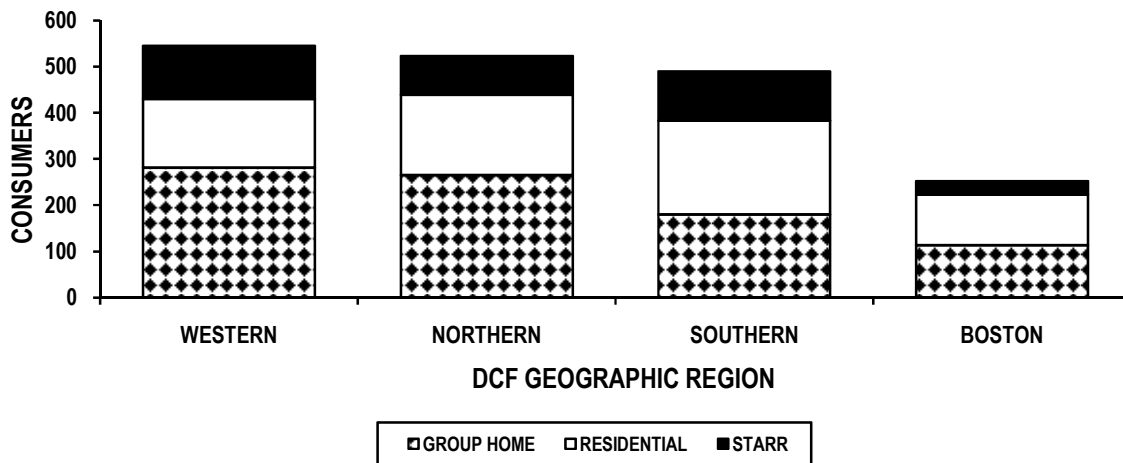 600
500
400
300
200
100
0
CONSUMERS
WESTERN NORTHERN SOUTHERN BOSTON
DCF GEOGRAPHIC REGION
GROUP HOME RESIDENTIAL STARR